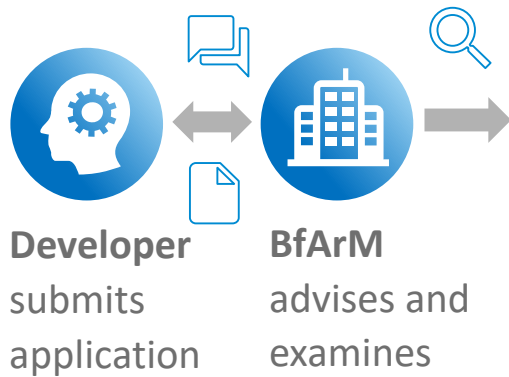 Developer
submits
application
BfArM
advises and
examines